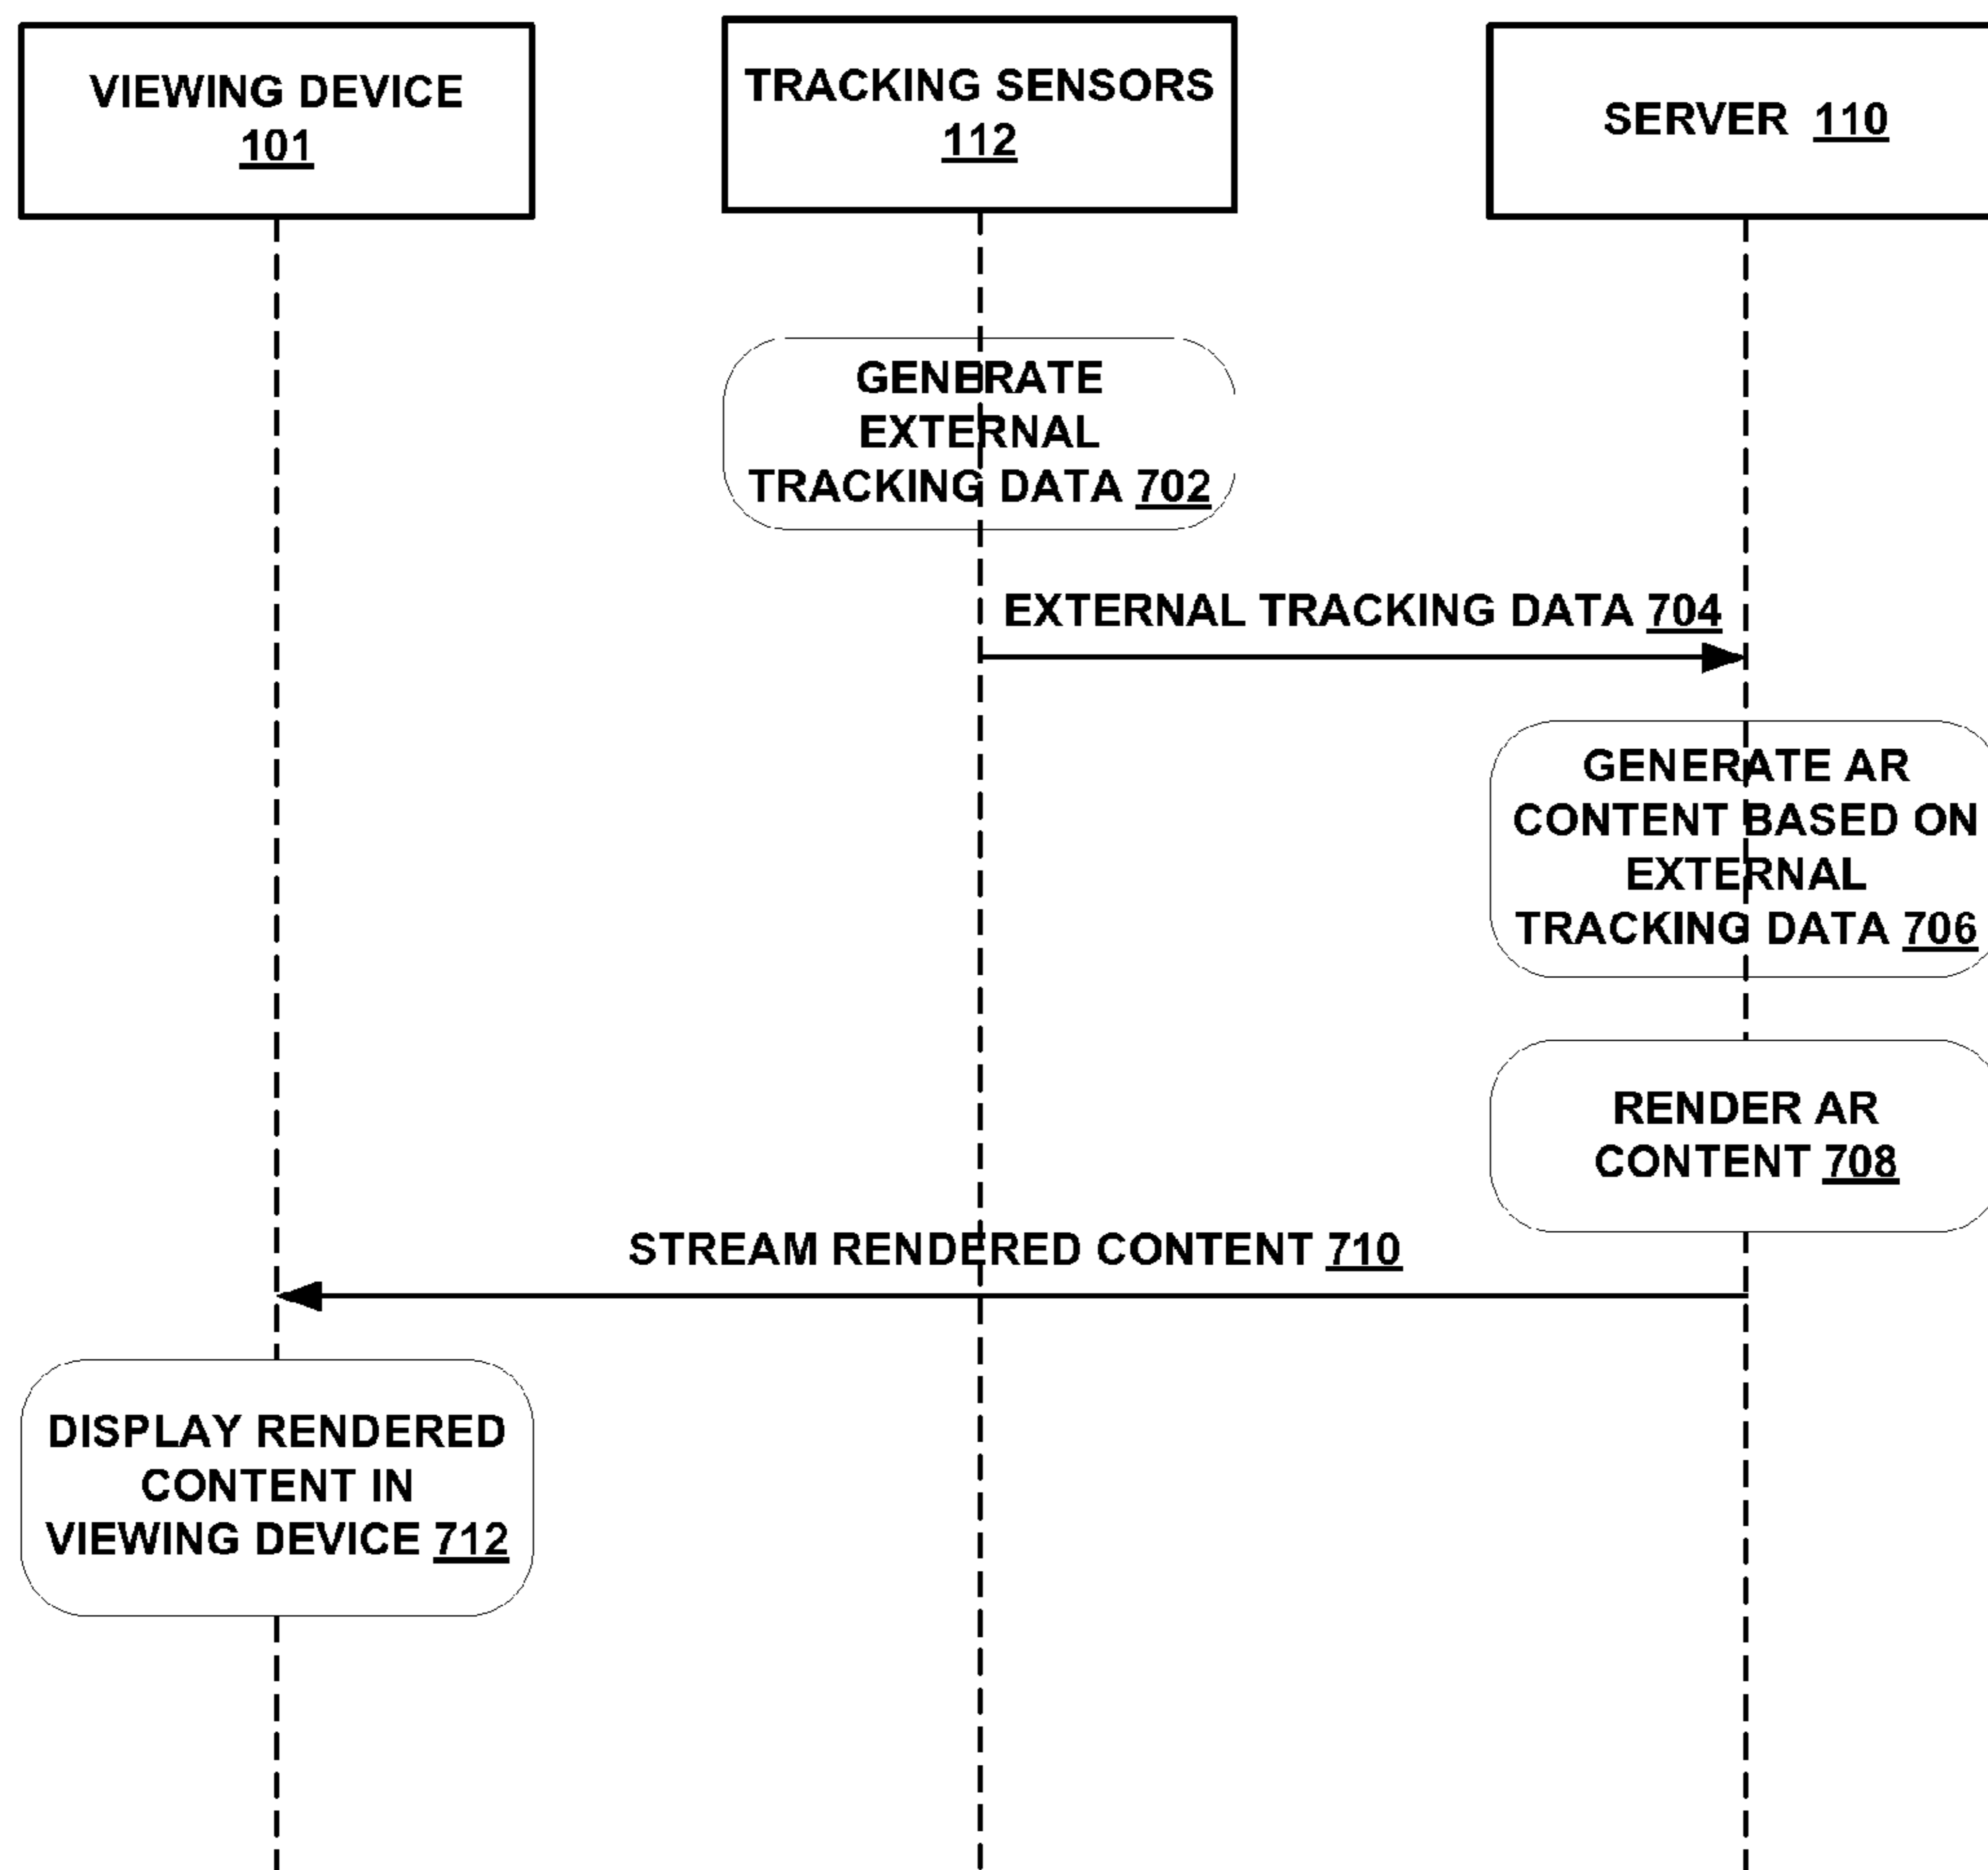 VIEWING DEVICE
101
TRACKING SENSORS
112
SERVER 110
GENERATE
EXTERNAL
TRACKING DATA 702
EXTERNAL TRACKING DATA 704
GENERATE AR
CONTENT BASED ON
EXTERNAL
TRACKING DATA 706
RENDER AR
CONTENT 708
STREAM RENDERED CONTENT 710
DISPLAY RENDERED
CONTENT IN
VIEWING DEVICE 712